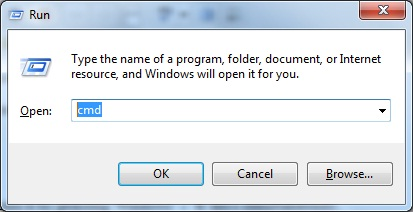 Run
Type the name of a program, folder, document, or Internet
resource, and Windows will open it for you.
Open: cmd
OK Cancel Browse...